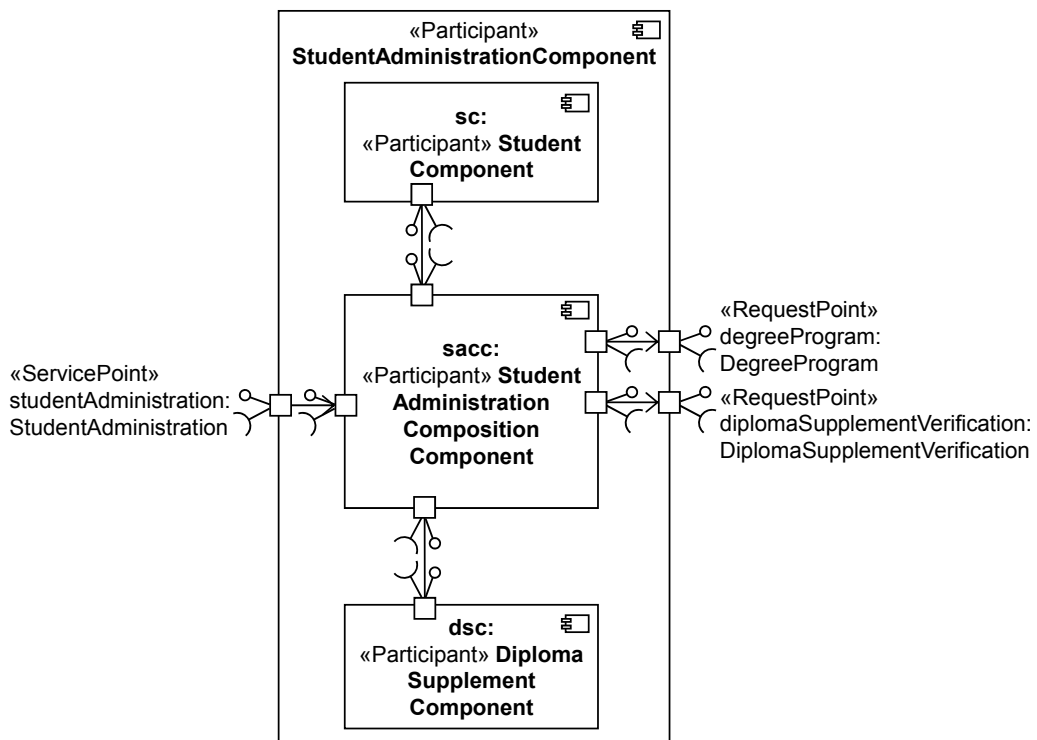 «Participant»
StudentAdministrationComponent
sc:
«Participant» Student
Component
«RequestPoint»
degreeProgram:
DegreeProgram
sacc:
«Participant» Student
Administration
Composition
Component
«ServicePoint»
studentAdministration:
StudentAdministration
«RequestPoint»
diplomaSupplementVerification:
DiplomaSupplementVerification
dsc:
«Participant» Diploma
Supplement
Component